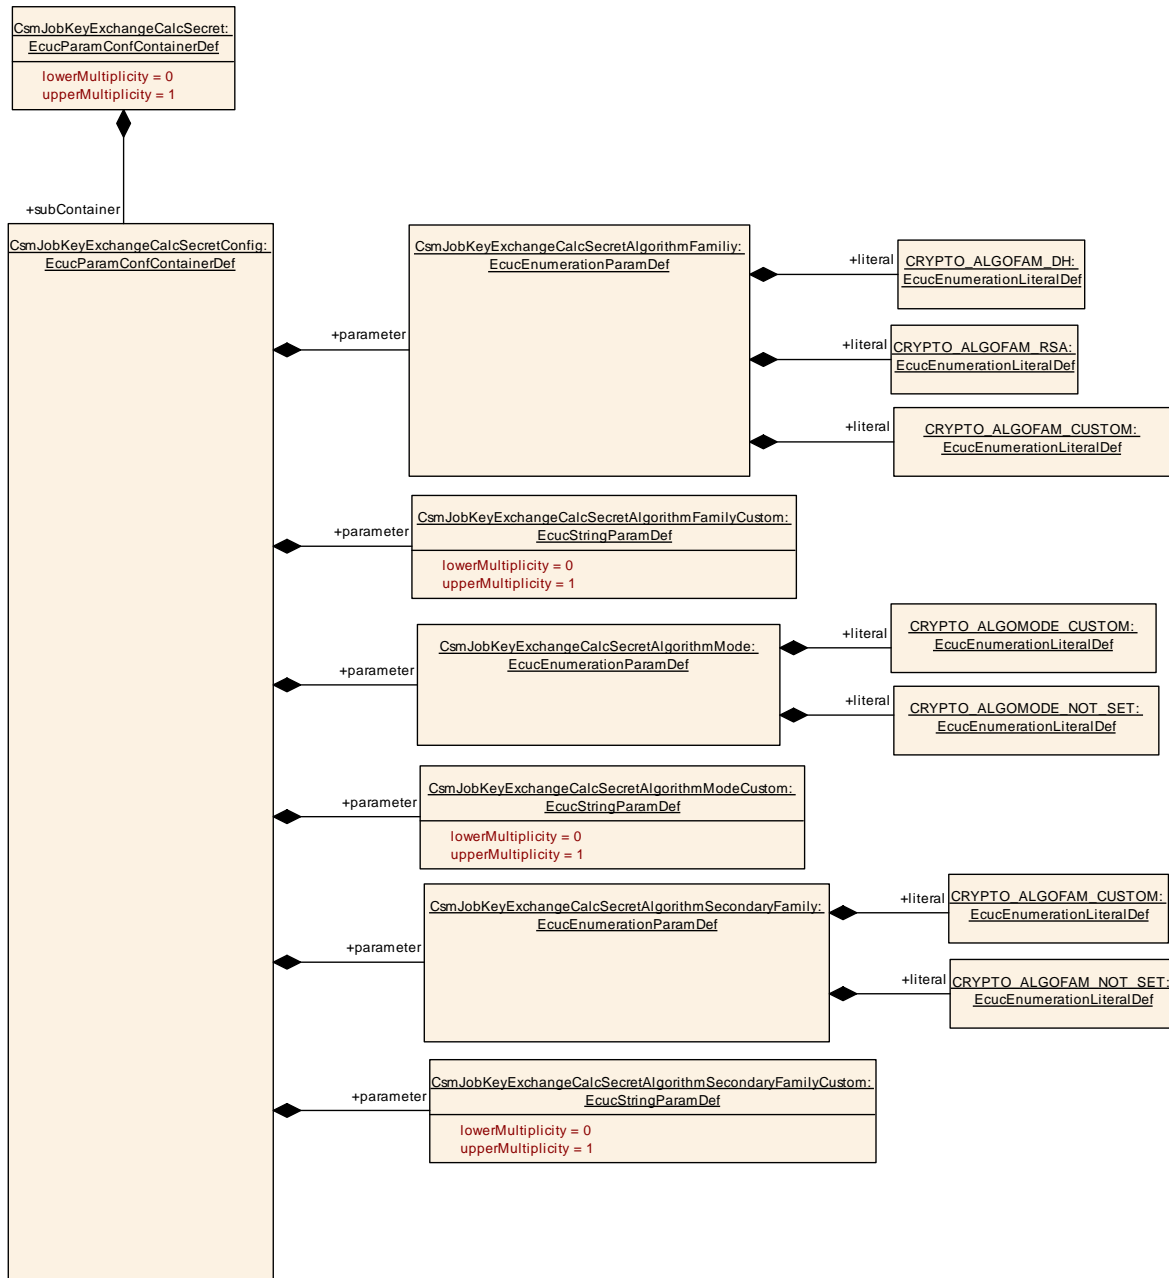 CsmJobKeyExchangeCalcSecret:
EcucParamConfContainerDef
lowerMultiplicity = 0
upperMultiplicity = 1
+subContainer
CsmJobKeyExchangeCalcSecretConfig:
EcucParamConfContainerDef
+parameter
CsmJobKeyExchangeCalcSecretAlgorithmFamiliy:
EcucEnumerationParamDef
+literal
CRYPTO_ALGOFAM_DH:
EcucEnumerationLiteralDef
+literal
CRYPTO_ALGOFAM_RSA:
EcucEnumerationLiteralDef
+literal
CRYPTO_ALGOFAM_CUSTOM:
EcucEnumerationLiteralDef
+parameter
CsmJobKeyExchangeCalcSecretAlgorithmFamilyCustom:
EcucStringParamDef
lowerMultiplicity = 0
upperMultiplicity = 1
+parameter
CsmJobKeyExchangeCalcSecretAlgorithmMode:
EcucEnumerationParamDef
+literal
CRYPTO_ALGOMODE_CUSTOM:
EcucEnumerationLiteralDef
+literal
CRYPTO_ALGOMODE_NOT_SET:
EcucEnumerationLiteralDef
+parameter
CsmJobKeyExchangeCalcSecretAlgorithmModeCustom:
EcucStringParamDef
lowerMultiplicity = 0
upperMultiplicity = 1
+parameter
CsmJobKeyExchangeCalcSecretAlgorithmSecondaryFamily:
EcucEnumerationParamDef
+literal
CRYPTO_ALGOFAM_CUSTOM:
EcucEnumerationLiteralDef
+literal
CRYPTO_ALGOFAM_NOT_SET:
EcucEnumerationLiteralDef
+parameter
CsmJobKeyExchangeCalcSecretAlgorithmSecondaryFamilyCustom:
EcucStringParamDef
lowerMultiplicity = 0
upperMultiplicity = 1